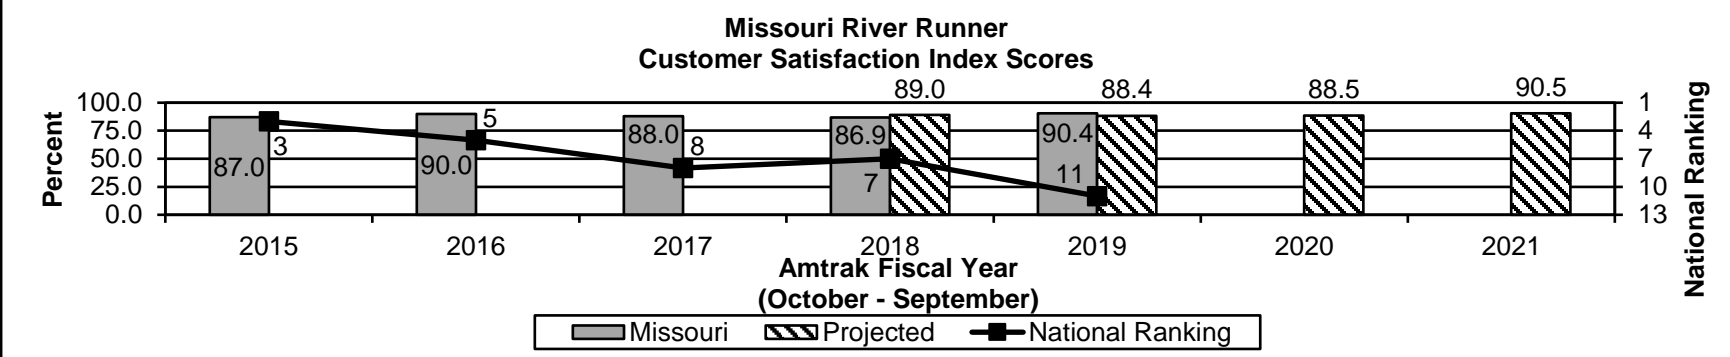 Missouri River Runner
Customer Satisfaction Index Scores
89.0 88.4 88.5 90.5
Percent
100.0
75.0
50.0
25.0
0.0
87.0 3
90.0 5
88.0 8
86.9 7
90.4 11
1
4
7
10
13
National Ranking
2015 2016 2017 2018 2019 2020 2021
Amtrak Fiscal Year
(October - September)
Missouri Projected National Ranking